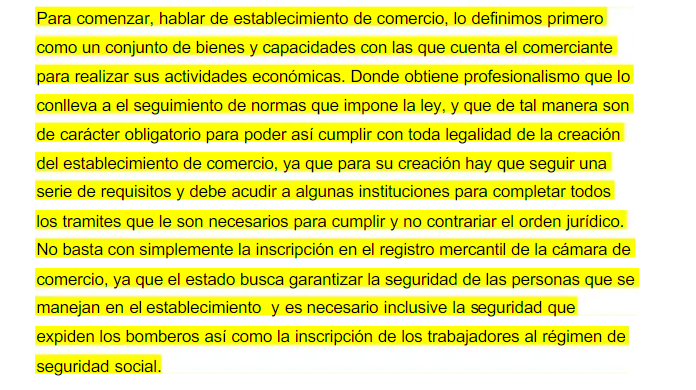 Para comenzar, hablar de establecimiento de comercio, lo definimos primero
como un conjunto de bienes y capacidades con las que cuenta el comerciante
para realizar sus actividades económicas. Donde obtiene profesionalismo que lo
conlleva a el seguimiento de normas que impone la ley, y que de tal manera son
de carácter obligatorio para poder así cumplir con toda legalidad de la creación
del establecimiento de comercio, ya que para su creación hay que seguir una
serie de requisitos y debe acudir a algunas instituciones para completar todos
los tramites que le son necesarios para cumplir y no contrariar el orden jurídico.
No basta con simplemente la inscripción en el registro mercantil de la cámara de
comercio, ya que el estado busca garantizar la seguridad de las personas que se
manejan en el establecimiento  y es necesario inclusive la seguridad que
expiden los bomberos así como la inscripción de los trabajadores al régimen de
seguridad social.